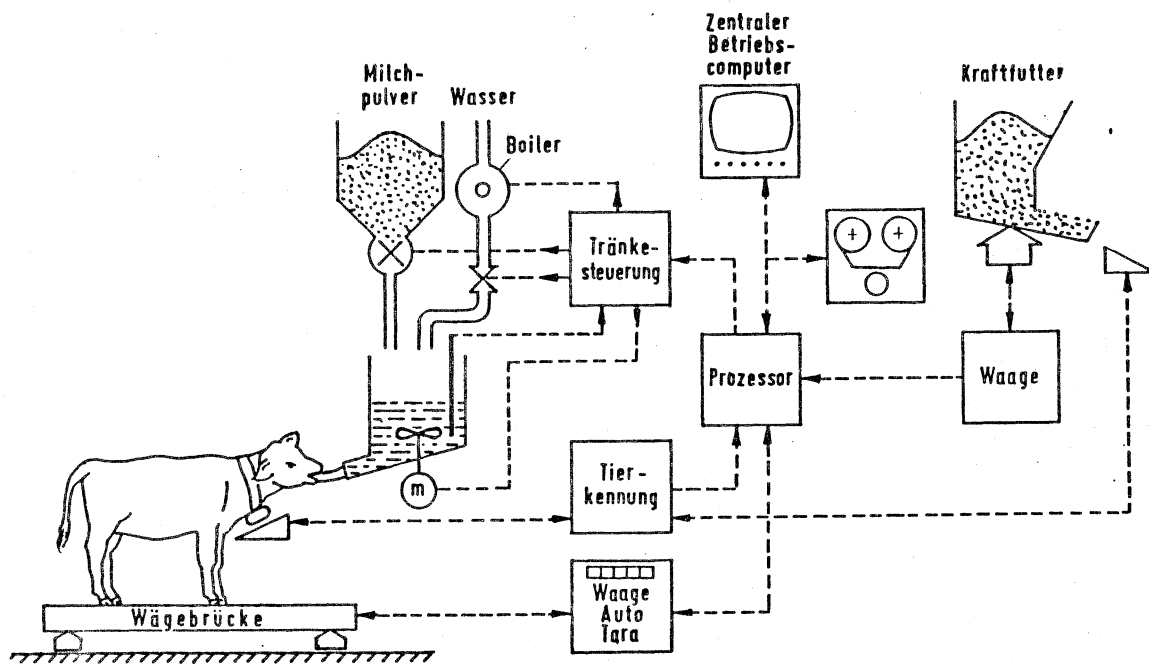 Zentraler
Betriebs-
computer
Milch-
pulver
Wasser
Kraftfutter
Boiler
Tränke-
steuerung
Prozessor
Waage
Tier-
kennung
m
Waage
Auto
Tara
Wägebrücke